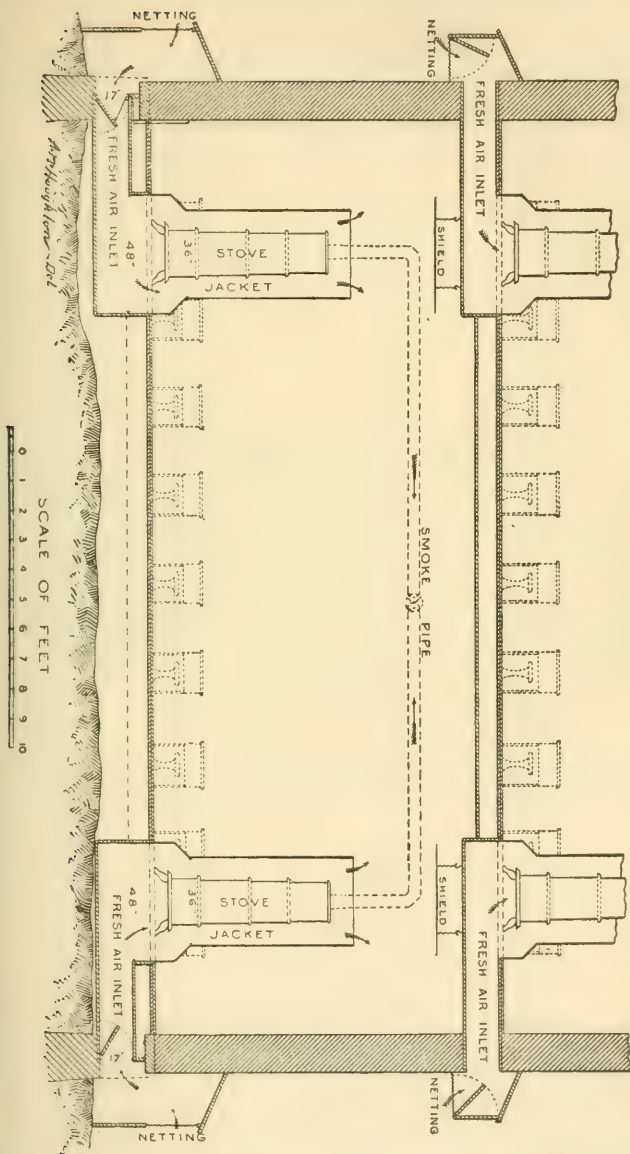 NETTING
NETTING
17"
FRESH AIR INLET
FRESH AIR INLET
48"
36
STOVE
JACKET
SHIELD
Houghton - Del
SMOKE PIPE
SCALE OF FEET
0 1 2 3 4 5 6 7 8 9 10
48"
36
STOVE
JACKET
SHIELD
FRESH AIR INLET
FRESH AIR INLET
17"
NETTING
NETTING